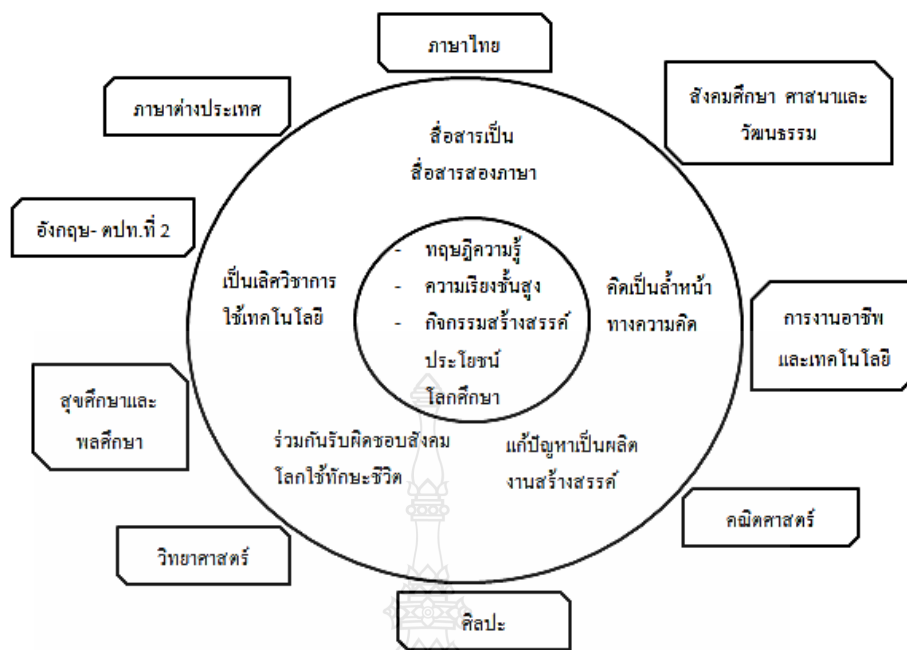 ภาษาไทย
ภาษาต่างประเทศ
สังคมศึกษา ศาสนาและ
วัฒนธรรม
สื่อสารเป็น
สื่อสารสองภาษา
อังกฤษ- ตปท.ที่ 2
เป็นเลิศวิชาการ
ใช้เทคโนโลยี
- ทฤษฎีความรู้
- ความเรียงชั้นสูง
- กิจกรรมสร้างสรรค์
ประโยชน์
โลกศึกษา
คิดเป็นล้ำหน้า
ทางความคิด
การงานอาชีพ
และเทคโนโลยี
สุขศึกษาและ
พลศึกษา
ร่วมกันรับผิดชอบสังคม
โลกใช้ทักษะชีวิต
แก้ปัญหาเป็นผลิต
งานสร้างสรรค์
คณิตศาสตร์
วิทยาศาสตร์
ศิลปะ